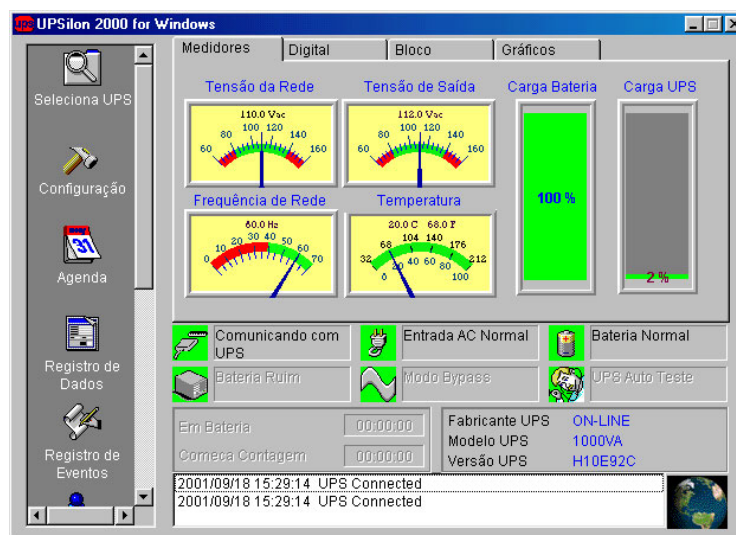 UPSilon 2000 for Windows
Medidores
Digital
Bloco
Gráficos
Seleciona UPS
Configuração
31
Agenda
Registro de
Dados
Registro de
Eventos
Tensão da Rede
110.0 Vac
60 80 100 120 140 160
Tensão de Saída
112.0 Vac
60 80 100 120 140 160
Carga Bateria
100 %
Carga UPS
2 %
Frequência de Rede
60.0 Hz
0 10 20 30 40 50 60 70
Temperatura
20.0 C 68.0 F
32 68 104 140 176 212
0 20 40 60 80 100
Comunicando com
UPS
Entrada AC Normal
Bateria Normal
Bateria Ruim
Modo Bypass
UPS Auto Teste
Em Bateria
00:00:00
Comeca Contagem
00:00:00
Fabricante UPS ON-LINE
Modelo UPS 1000VA
Versão UPS H10E92C
2001/09/18 15:29:14 UPS Connected
2001/09/18 15:29:14 UPS Connected